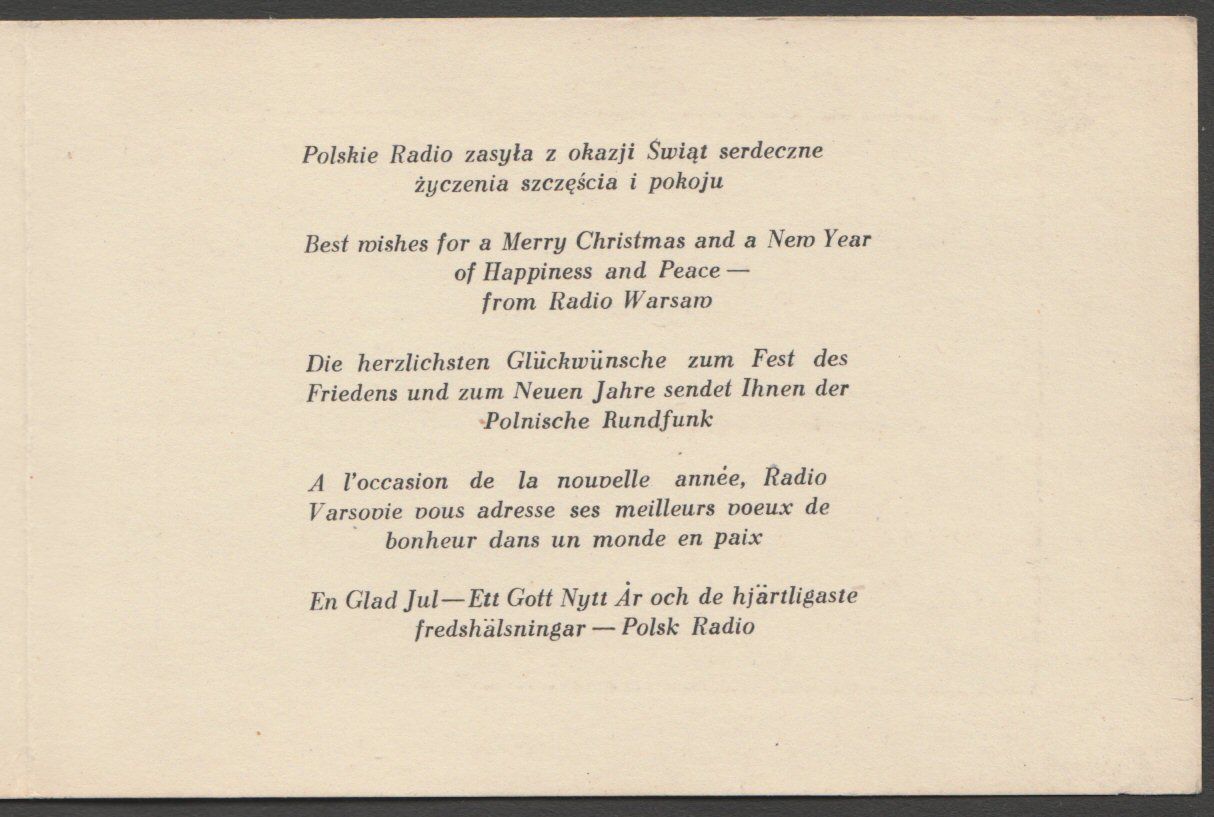 Polskie Radio zasyła z okazji Świąt serdeczne
życzenia szczęścia i pokoju
Best wishes for a Merry Christmas and a New Year
of Happiness and Peace —
from Radio Warsaw
Die herzlichsten Glückwünsche zum Fest des
Friedens und zum Neuen Jahre sendet Ihnen der
Polnische Rundfunk
A l'occasion de la nouvelle année, Radio
Varsovie vous adresse ses meilleurs voeux de
bonheur dans un monde en paix
En Glad Jul — Ett Gott Nytt År och de hjärtligaste
fredshälsningar — Polsk Radio